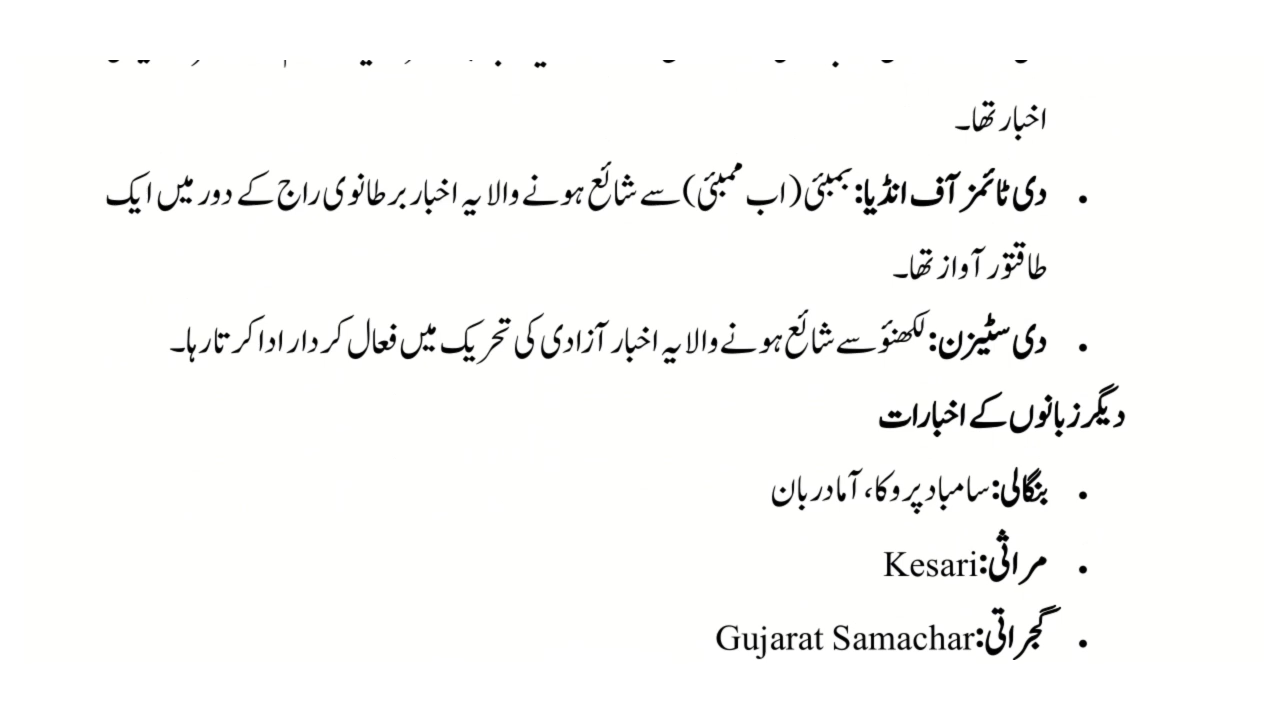 اخبار تھا۔
• دی ٹائمز آف انڈیا: بمبئی (اب ممبئی) سے شائع ہونے والا یہ اخبار برطانوی راج کے دور میں ایک
طاقتور آواز تھا۔
• دی سٹیزن: لکھنؤ سے شائع ہونے والا یہ اخبار آزادی کی تحریک میں فعال کردار ادا کرتا رہا۔
دیگر زبانوں کے اخبارات
• بنگالی: سامباد پروکا، آمادربان
• مراٹی: Kesari
• گجراتی: Gujarat Samachar